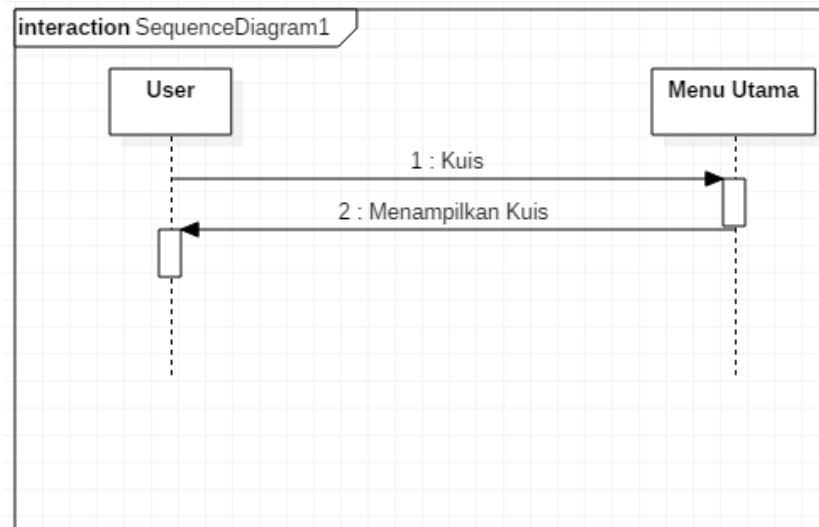 interaction SequenceDiagram1
User
Menu Utama
1 : Kuis
2 : Menampilkan Kuis